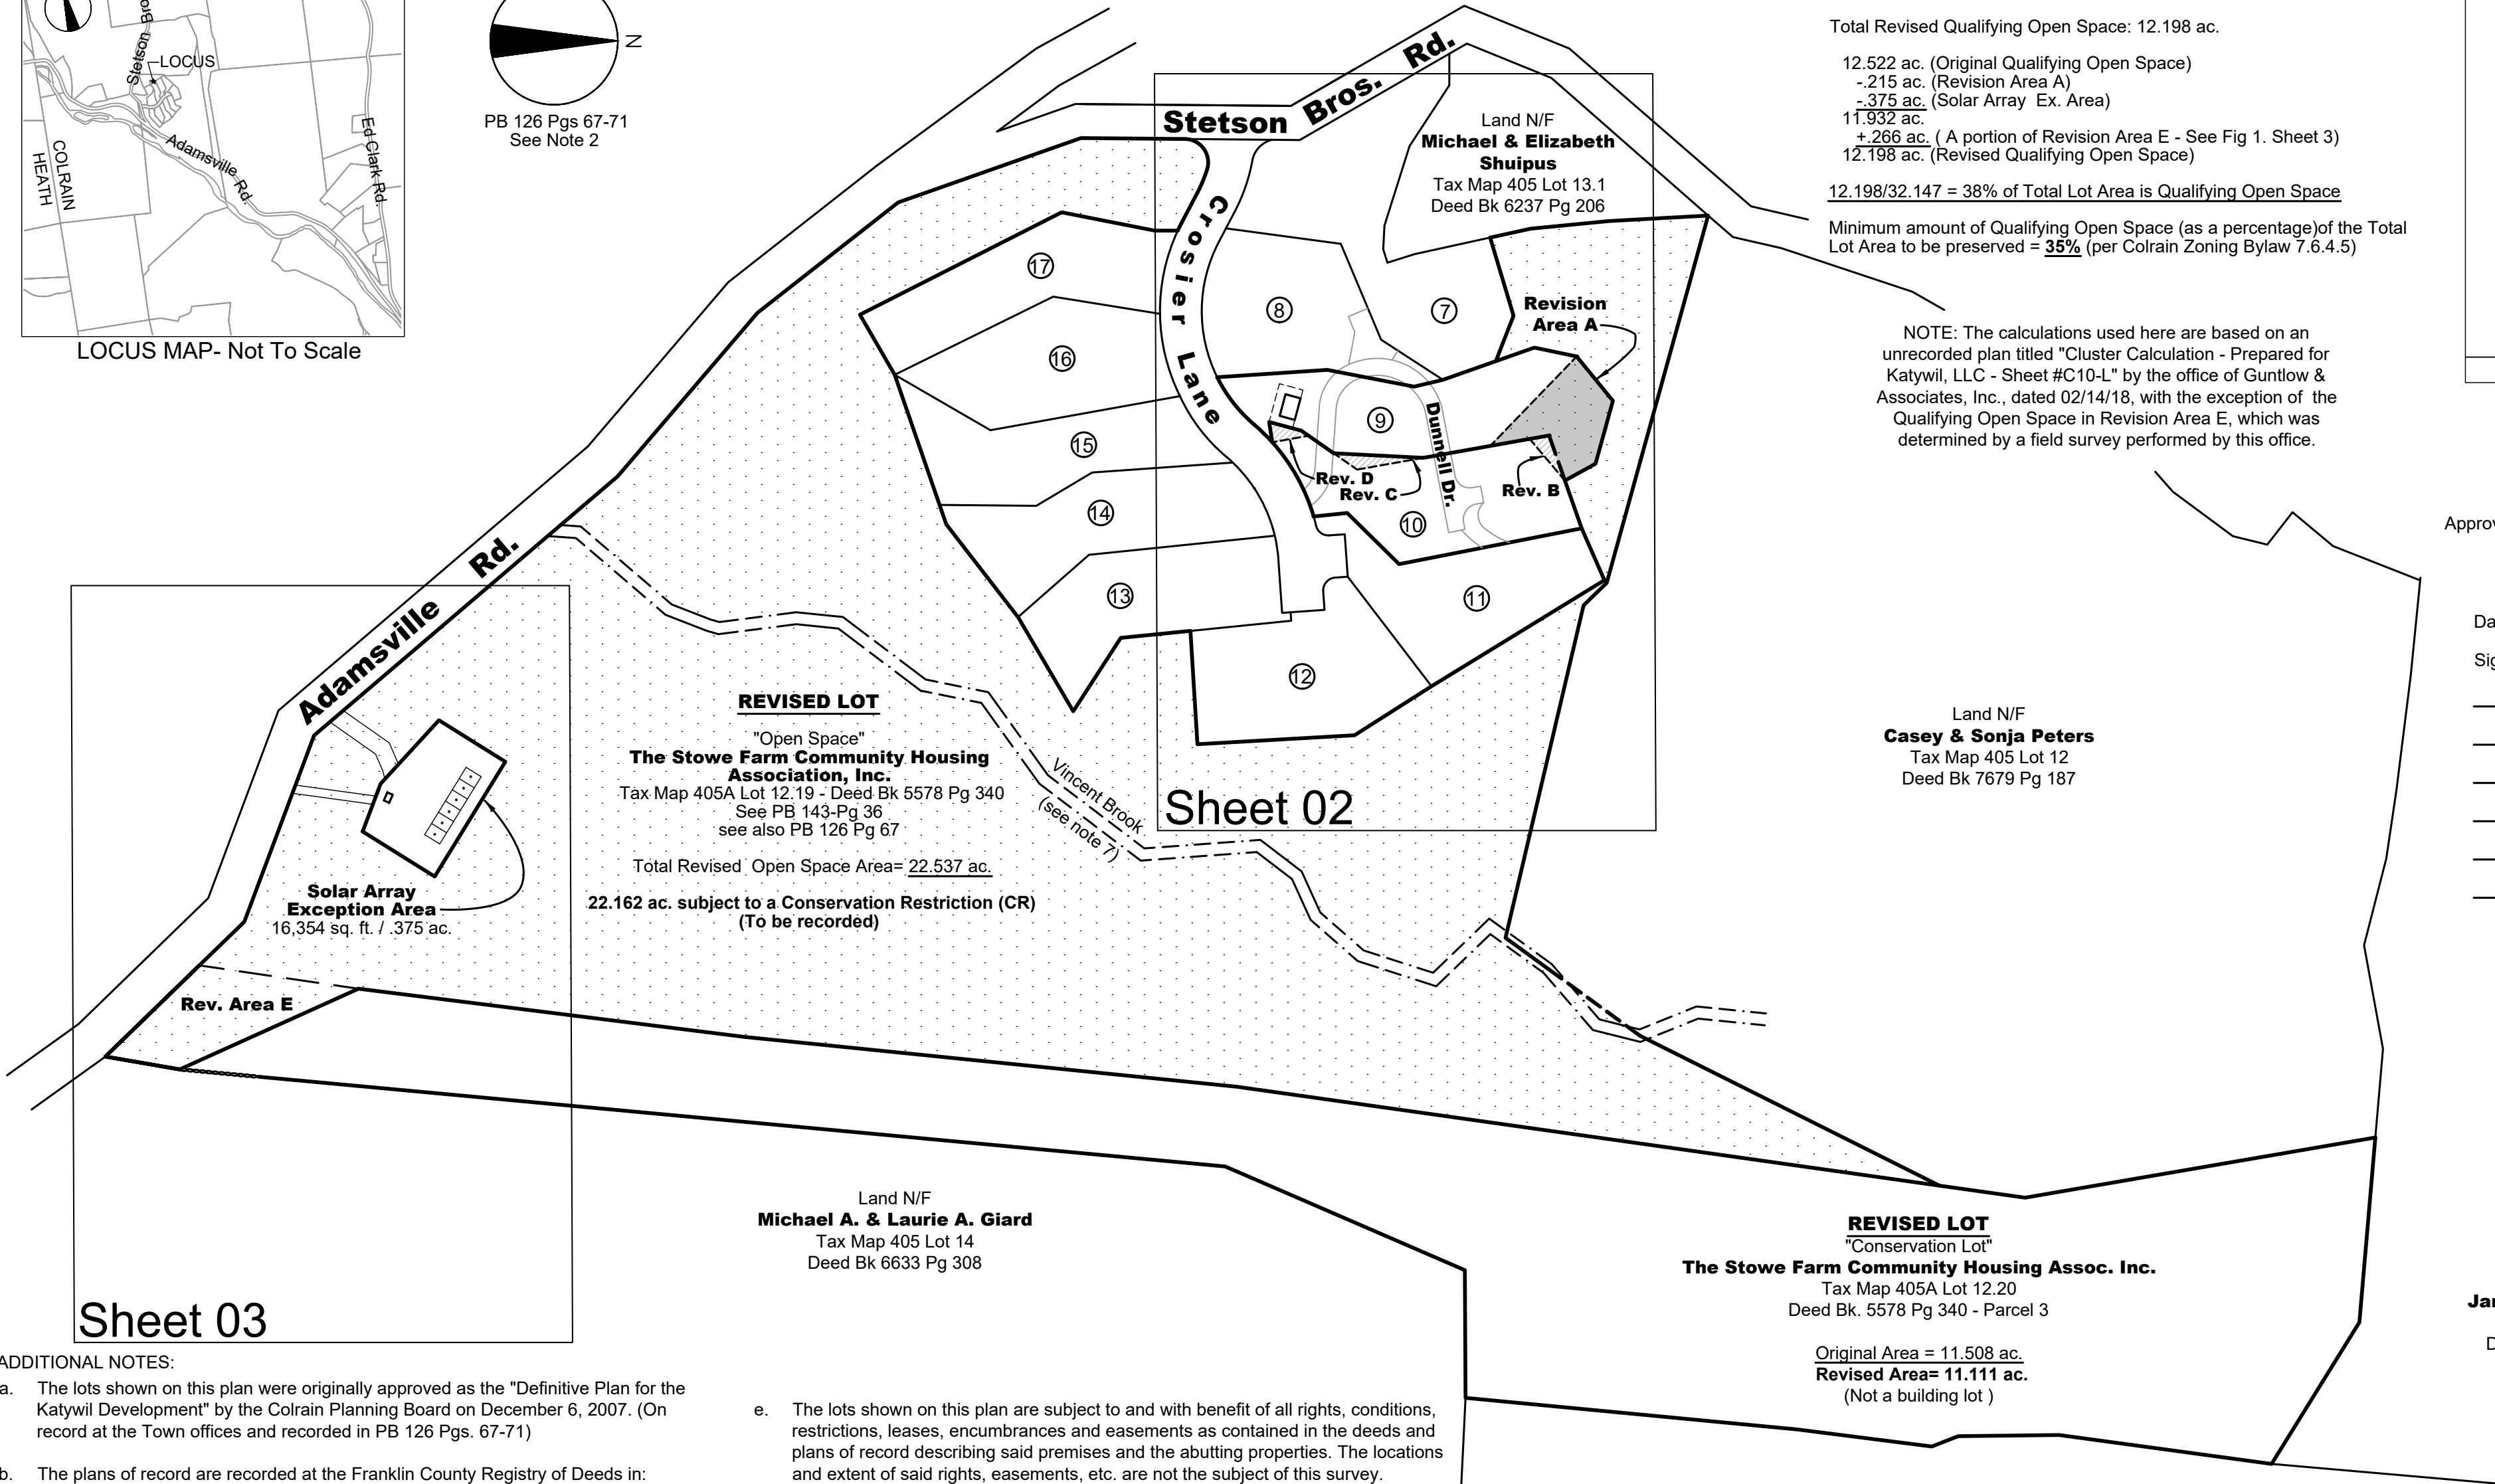 Stetson
Bro
LOCUS
COLRAIN
HEATH
Adamsville Rd.
Ed Clark Rd.
LOCUS MAP- Not To Scale
N
PB 126 Pgs 67-71
See Note 2
Stetson Bros. Rd.
Crosier Lane
Adamsville Rd.
Dunnell Dr.
Land N/F
Michael & Elizabeth
Shuipus
Tax Map 405 Lot 13.1
Deed Bk 6237 Pg 206
Total Revised Qualifying Open Space: 12.198 ac.
12.522 ac. (Original Qualifying Open Space)
-.215 ac. (Revision Area A)
-.375 ac. (Solar Array Ex. Area)
11.932 ac.
+.266 ac. ( A portion of Revision Area E - See Fig 1. Sheet 3)
12.198 ac. (Revised Qualifying Open Space)
12.198/32.147 = 38% of Total Lot Area is Qualifying Open Space
Minimum amount of Qualifying Open Space (as a percentage)of the Total
Lot Area to be preserved = 35% (per Colrain Zoning Bylaw 7.6.4.5)
NOTE: The calculations used here are based on an
unrecorded plan titled "Cluster Calculation - Prepared for
Katywil, LLC - Sheet #C10-L" by the office of Guntlow &
Associates, Inc., dated 02/14/18, with the exception of the
Qualifying Open Space in Revision Area E, which was
determined by a field survey performed by this office.
17
16
15
14
13
12
11
10
9
8
7
Revision
Area A
Rev. D
Rev. C
Rev. B
Sheet 02
Approv
Da
Sig
Land N/F
Casey & Sonja Peters
Tax Map 405 Lot 12
Deed Bk 7679 Pg 187
REVISED LOT
"Open Space"
The Stowe Farm Community Housing
Association, Inc.
Tax Map 405A Lot 12.19 - Deed Bk 5578 Pg 340
See PB 143-Pg 36
see also PB 126 Pg 67
Total Revised Open Space Area= 22.537 ac.
22.162 ac. subject to a Conservation Restriction (CR)
(To be recorded)
Vincent Brook
(see note 7)
Solar Array
Exception Area
16,354 sq. ft. / .375 ac.
Rev. Area E
Sheet 03
Land N/F
Michael A. & Laurie A. Giard
Tax Map 405 Lot 14
Deed Bk 6633 Pg 308
REVISED LOT
"Conservation Lot"
The Stowe Farm Community Housing Assoc. Inc.
Tax Map 405A Lot 12.20
Deed Bk. 5578 Pg 340 - Parcel 3
Original Area = 11.508 ac.
Revised Area= 11.111 ac.
(Not a building lot )
Jar
D
ADDITIONAL NOTES:
a. The lots shown on this plan were originally approved as the "Definitive Plan for the
Katywil Development" by the Colrain Planning Board on December 6, 2007. (On
record at the Town offices and recorded in PB 126 Pgs. 67-71)
b. The plans of record are recorded at the Franklin County Registry of Deeds in:
e. The lots shown on this plan are subject to and with benefit of all rights, conditions,
restrictions, leases, encumbrances and easements as contained in the deeds and
plans of record describing said premises and the abutting properties. The locations
and extent of said rights, easements, etc. are not the subject of this survey.